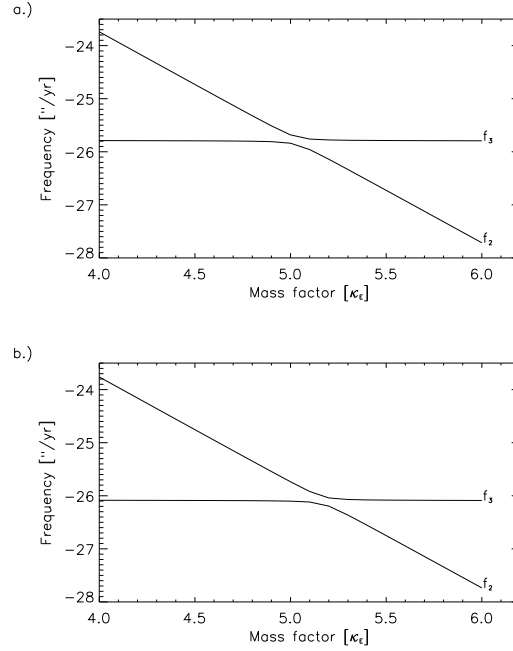 a.)
−24
−25
−26
−27
−28
Frequency ["/yr]
f₃
f₂
4.0 4.5 5.0 5.5 6.0
Mass factor [κ_E]
b.)
−24
−25
−26
−27
−28
Frequency ["/yr]
f₃
f₂
4.0 4.5 5.0 5.5 6.0
Mass factor [κ_E]